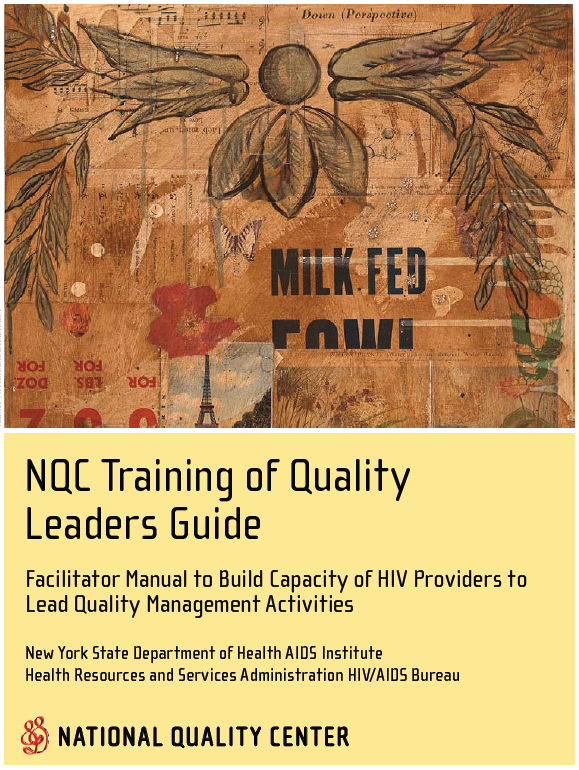 Down (Perspective)
MILK FED
FOWL
FOR FOR FOR
DOZ LBS
NQC Training of Quality
Leaders Guide
Facilitator Manual to Build Capacity of HIV Providers to
Lead Quality Management Activities
New York State Department of Health AIDS Institute
Health Resources and Services Administration HIV/AIDS Bureau
NATIONAL QUALITY CENTER